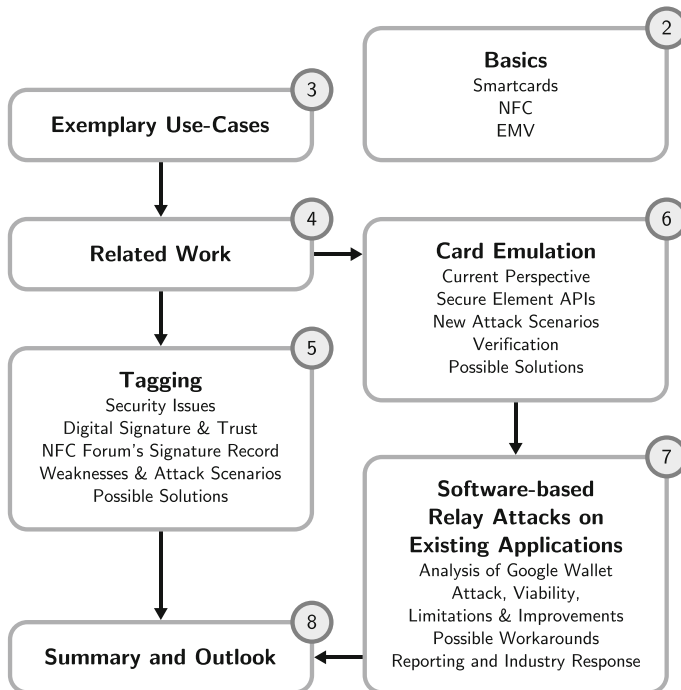 2
Basics
Smartcards
NFC
EMV
3
Exemplary Use-Cases
4
Related Work
5
Tagging
Security Issues
Digital Signature & Trust
NFC Forum's Signature Record
Weaknesses & Attack Scenarios
Possible Solutions
6
Card Emulation
Current Perspective
Secure Element APIs
New Attack Scenarios
Verification
Possible Solutions
7
Software-based
Relay Attacks on
Existing Applications
Analysis of Google Wallet
Attack, Viability,
Limitations & Improvements
Possible Workarounds
Reporting and Industry Response
8
Summary and Outlook